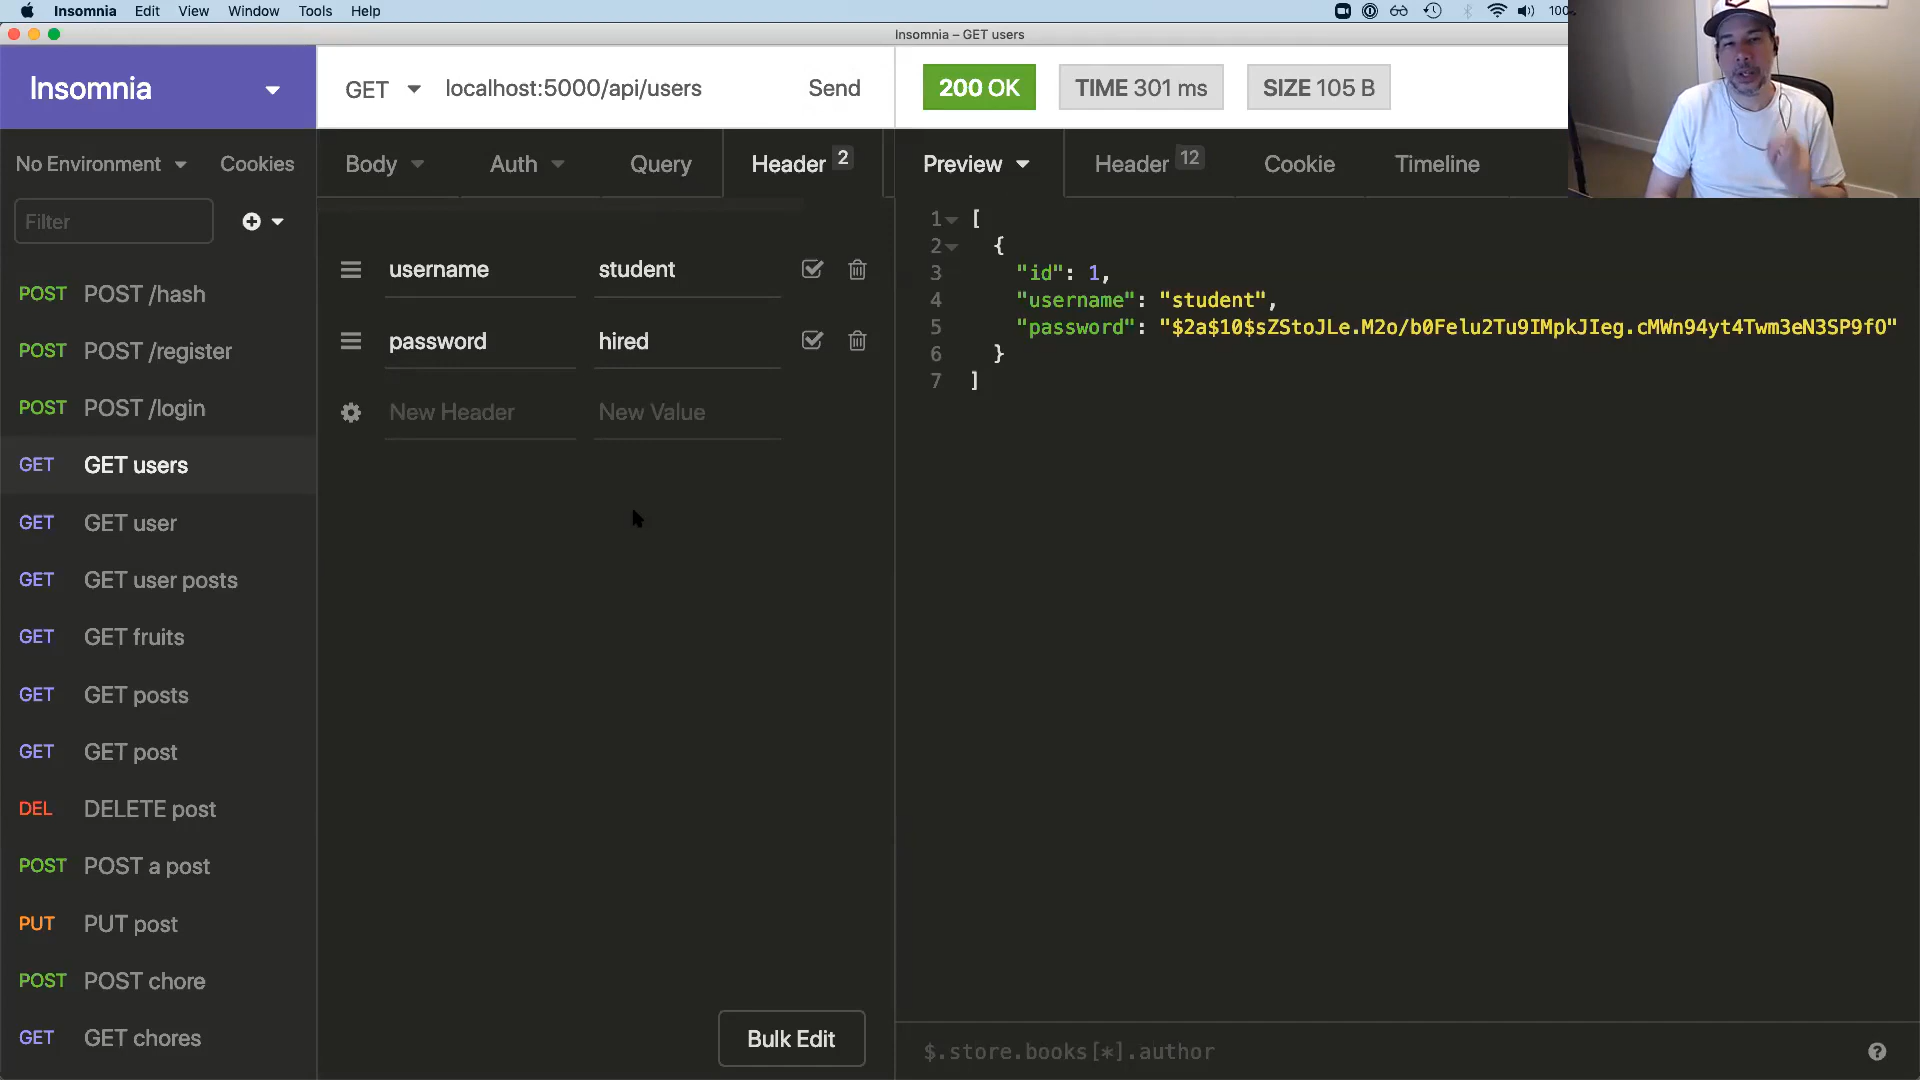 Insomnia Edit View Window Tools Help
Insomnia – GET users
Insomnia
GET localhost:5000/api/users Send
200 OK TIME 301 ms SIZE 105 B
No Environment Cookies
Body Auth Query Header 2
Preview Header 12 Cookie Timeline
Filter
POST POST /hash
POST POST /register
POST POST /login
GET GET users
GET GET user
GET GET user posts
GET GET fruits
GET GET posts
GET GET post
DEL DELETE post
POST POST a post
PUT PUT post
POST POST chore
GET GET chores
username student
password hired
New Header New Value
Bulk Edit
1 [
2 {
3 "id": 1,
4 "username": "student",
5 "password": "$2a$10$sZStoJLe.M2o/b0Felu2Tu9IMpkJIeg.cMWn94yt4Twm3eN3SP9fO"
6 }
7 ]
$.store.books[*].author